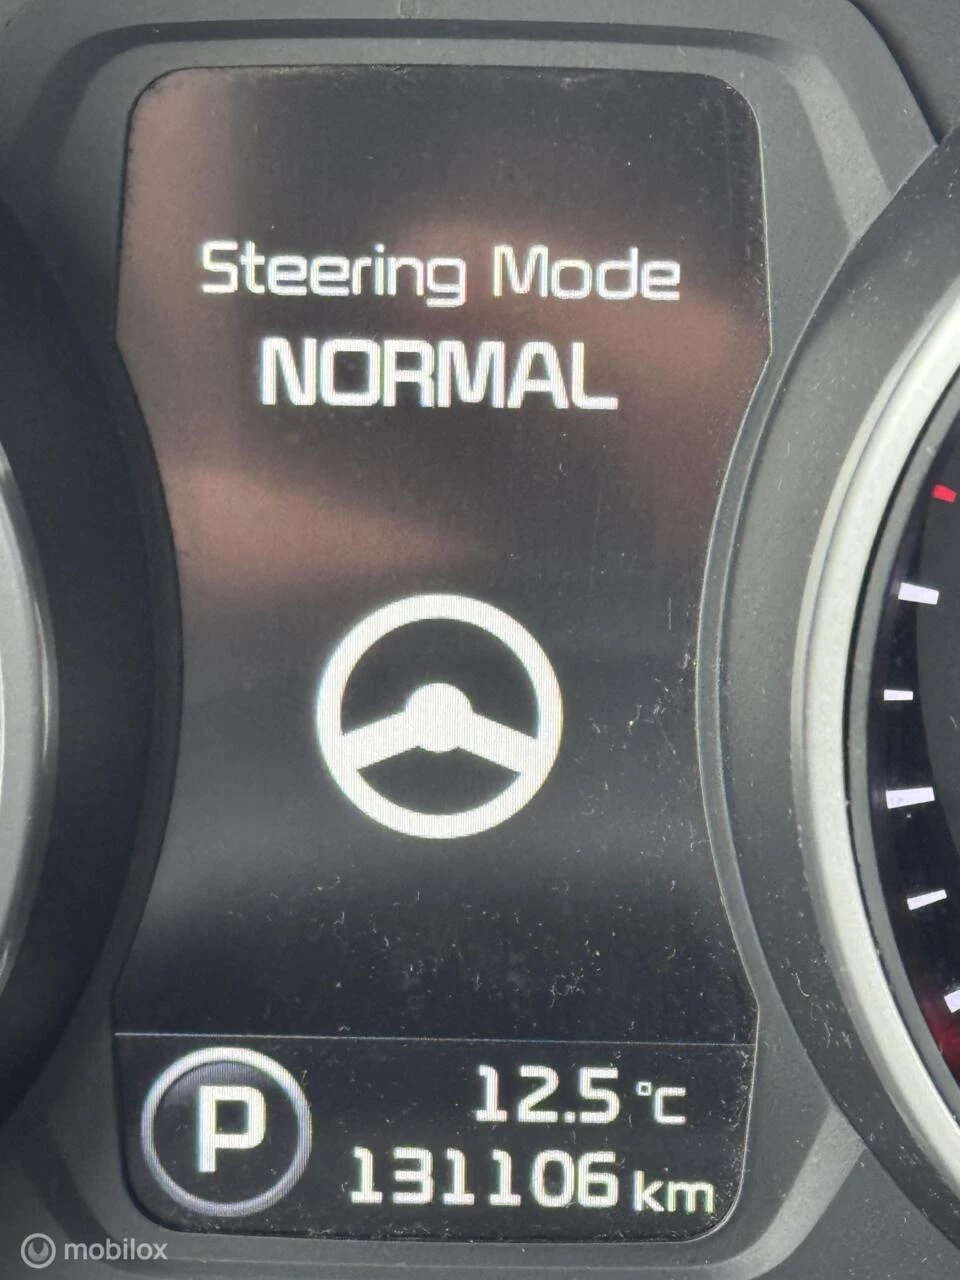 Steering Mode
NORMAL
P
12.5 °C
131106 km
mobilox